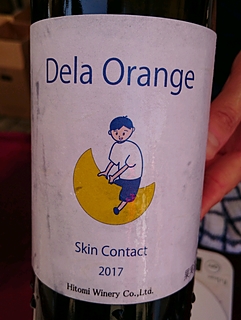 Dela Orange
Skin Contact
2017
Hitomi Winery Co.,Ltd.